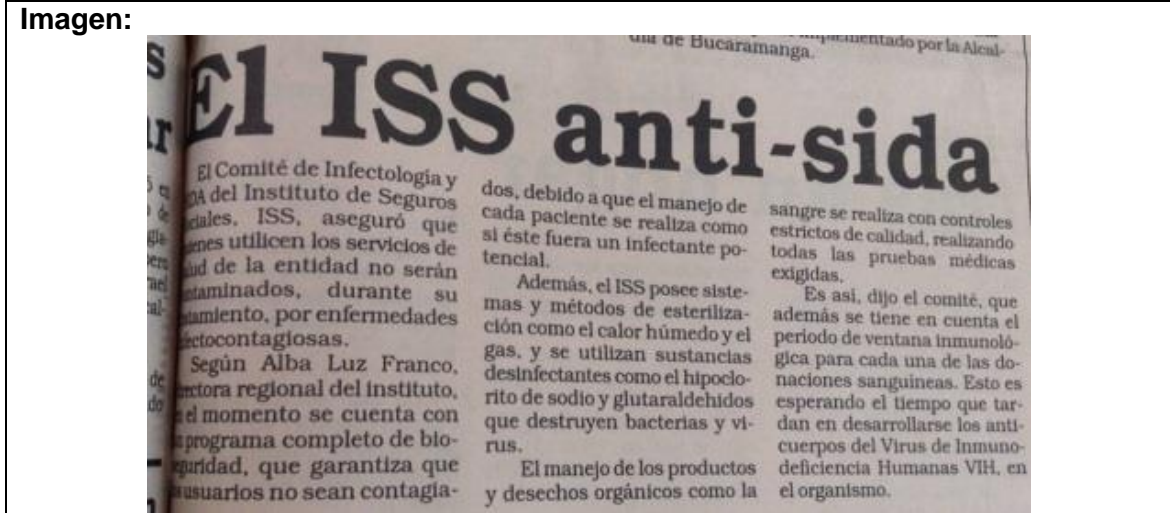 Imagen:
día de Bucaramanga.
implementado por la Alcal-
El ISS anti-sida
El Comité de Infectología y
del Instituto de Seguros
ISS, aseguró que
utilicen los servicios de
de la entidad no serán
durante su
por enfermedades
Según Alba Luz Franco,
regional del instituto,
el momento se cuenta con
programa completo de bio-
que garantiza que
usuarios no sean contagia-
dos, debido a que el manejo de
cada paciente se realiza como
si éste fuera un infectante po-
tencial.
Además, el ISS posee siste-
mas y métodos de esteriliza-
ción como el calor húmedo y el
gas, y se utilizan sustancias
desinfectantes como el hipoclo-
rito de sodio y glutaraldehidos
que destruyen bacterias y vi-
rus.
El manejo de los productos
y desechos orgánicos como la
sangre se realiza con controles
estrictos de calidad, realizando
todas las pruebas médicas
exigidas.
Es así, dijo el comité, que
además se tiene en cuenta el
periodo de ventana inmunoló-
gica para cada una de las do-
naciones sanguíneas. Esto es
esperando el tiempo que tar-
dan en desarrollarse los anti-
cuerpos del Virus de Inmuno-
deficiencia Humanas VIH, en
el organismo.